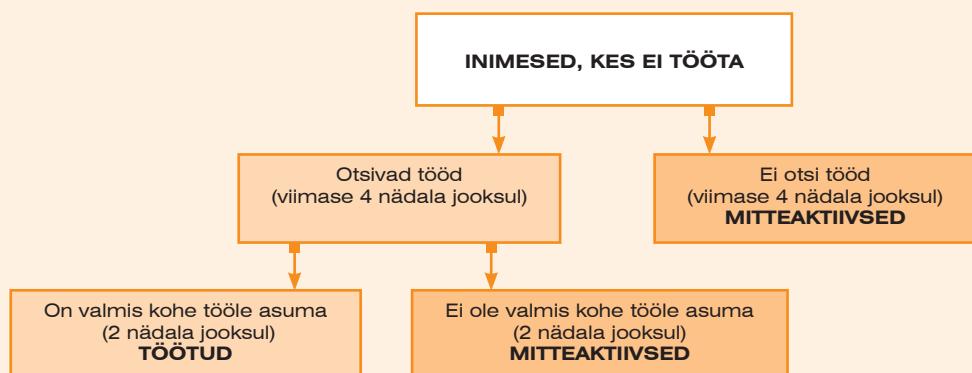 INIMESED, KES EI TÖÖTA
Otsivad tööd
(viimase 4 nädala jooksul)
Ei otsi tööd
(viimase 4 nädala jooksul)
MITTEAKTIIVSED
On valmis kohe tööle asuma
(2 nädala jooksul)
TÖÖTUD
Ei ole valmis kohe tööle asuma
(2 nädala jooksul)
MITTEAKTIIVSED